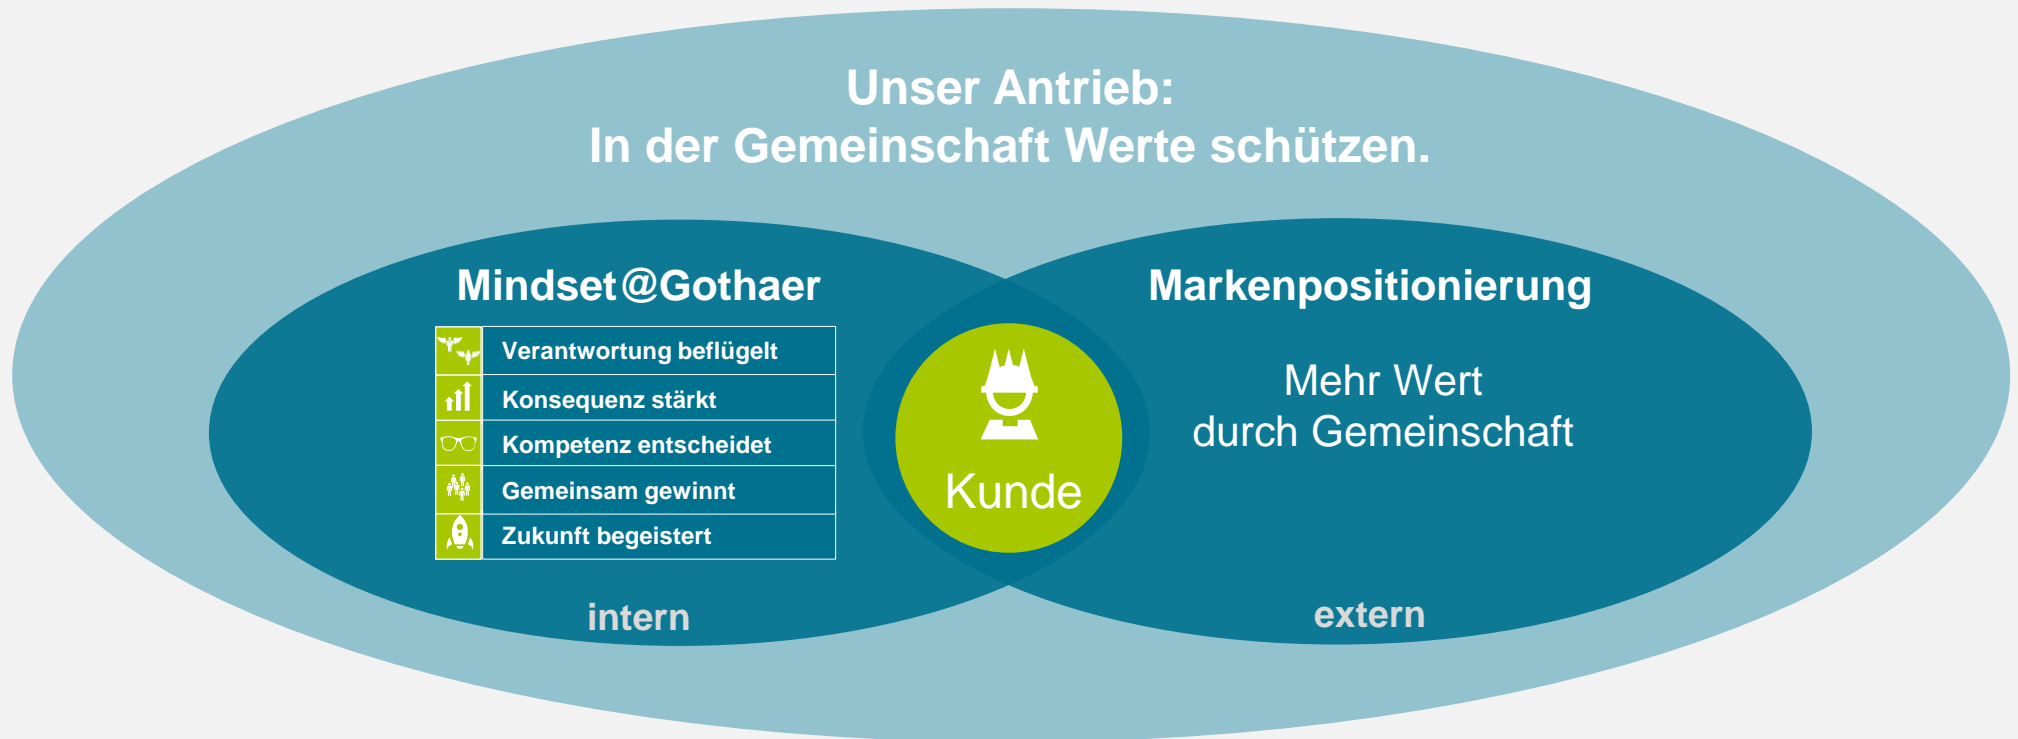 Unser Antrieb:
In der Gemeinschaft Werte schützen.
Mindset@Gothaer
Verantwortung beflügelt
Konsequenz stärkt
Kompetenz entscheidet
Gemeinsam gewinnt
Zukunft begeistert
intern
Kunde
Markenpositionierung
Mehr Wert
durch Gemeinschaft
extern